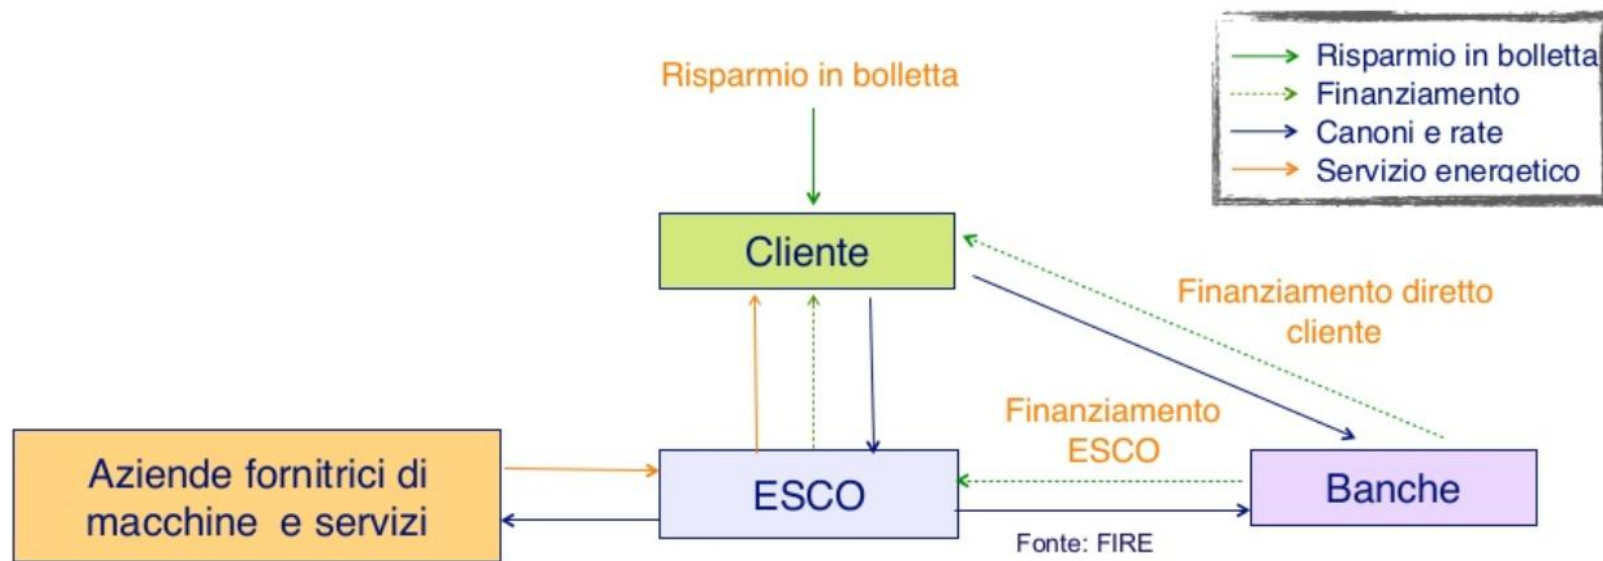 Risparmio in bolletta
Risparmio in bolletta
Finanziamento
Canoni e rate
Servizio energetico
Cliente
Finanziamento diretto
cliente
Finanziamento
ESCO
Aziende fornitrici di
macchine e servizi
ESCO
Banche
Fonte: FIRE